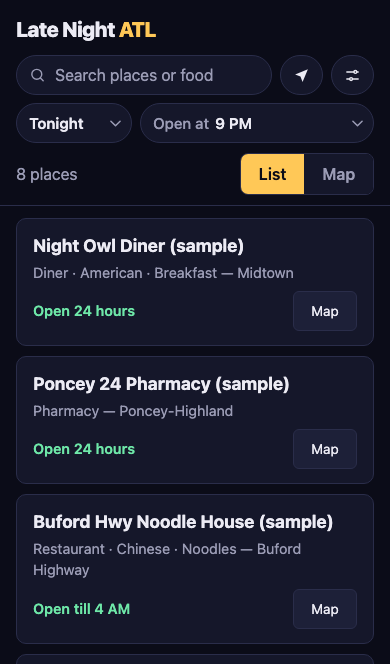 Late Night ATL
Search places or food
Tonight
Open at 9 PM
8 places
List
Map
Night Owl Diner (sample)
Diner · American · Breakfast — Midtown
Open 24 hours
Map
Poncey 24 Pharmacy (sample)
Pharmacy — Poncey-Highland
Open 24 hours
Map
Buford Hwy Noodle House (sample)
Restaurant · Chinese · Noodles — Buford
Highway
Open till 4 AM
Map